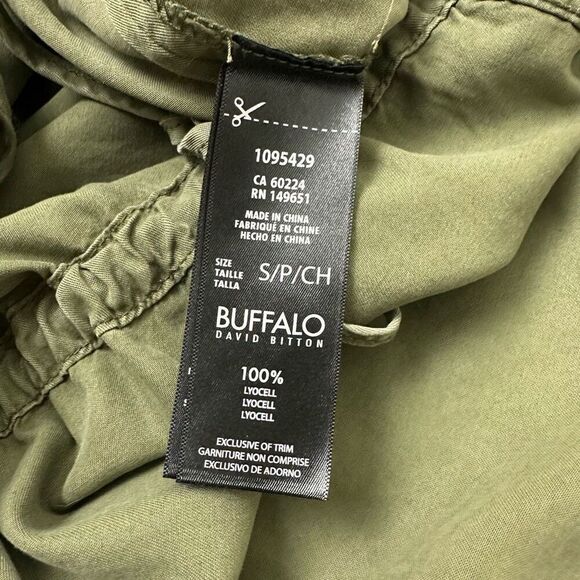 1095429
CA 60224
RN 149651
MADE IN CHINA
FABRIQUÉ EN CHINE
HECHO EN CHINA
SIZE
TAILLE
TALLA
S/P/CH
BUFFALO
DAVID BITTON
100%
LYOCELL
LYOCELL
LYOCELL
EXCLUSIVE OF TRIM
GARNITURE NON COMPRISE
EXCLUSIVO DE ADORNO